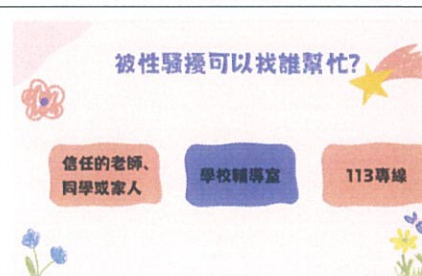 被性騷擾可以找誰幫忙?
信任的老師、
同學或家人
學校輔導室
113專線